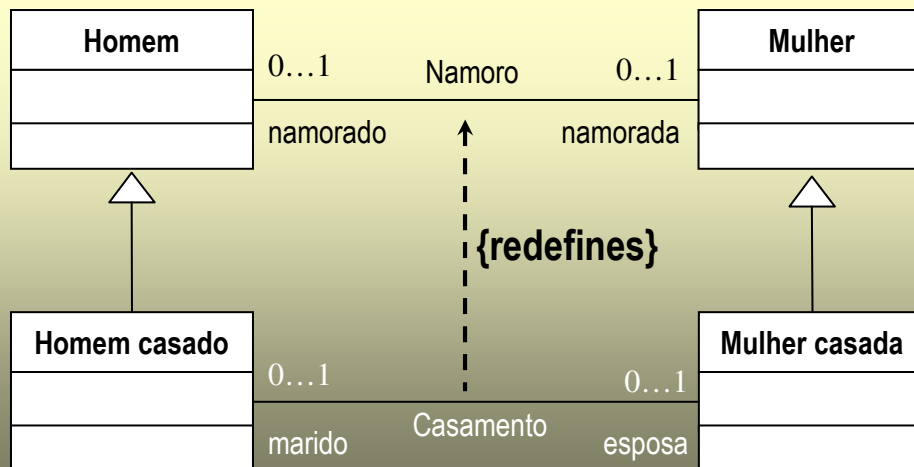 Homem
Mulher
0…1
Namoro
0…1
namorado
namorada
{redefines}
Homem casado
Mulher casada
0…1
0…1
Casamento
marido
esposa